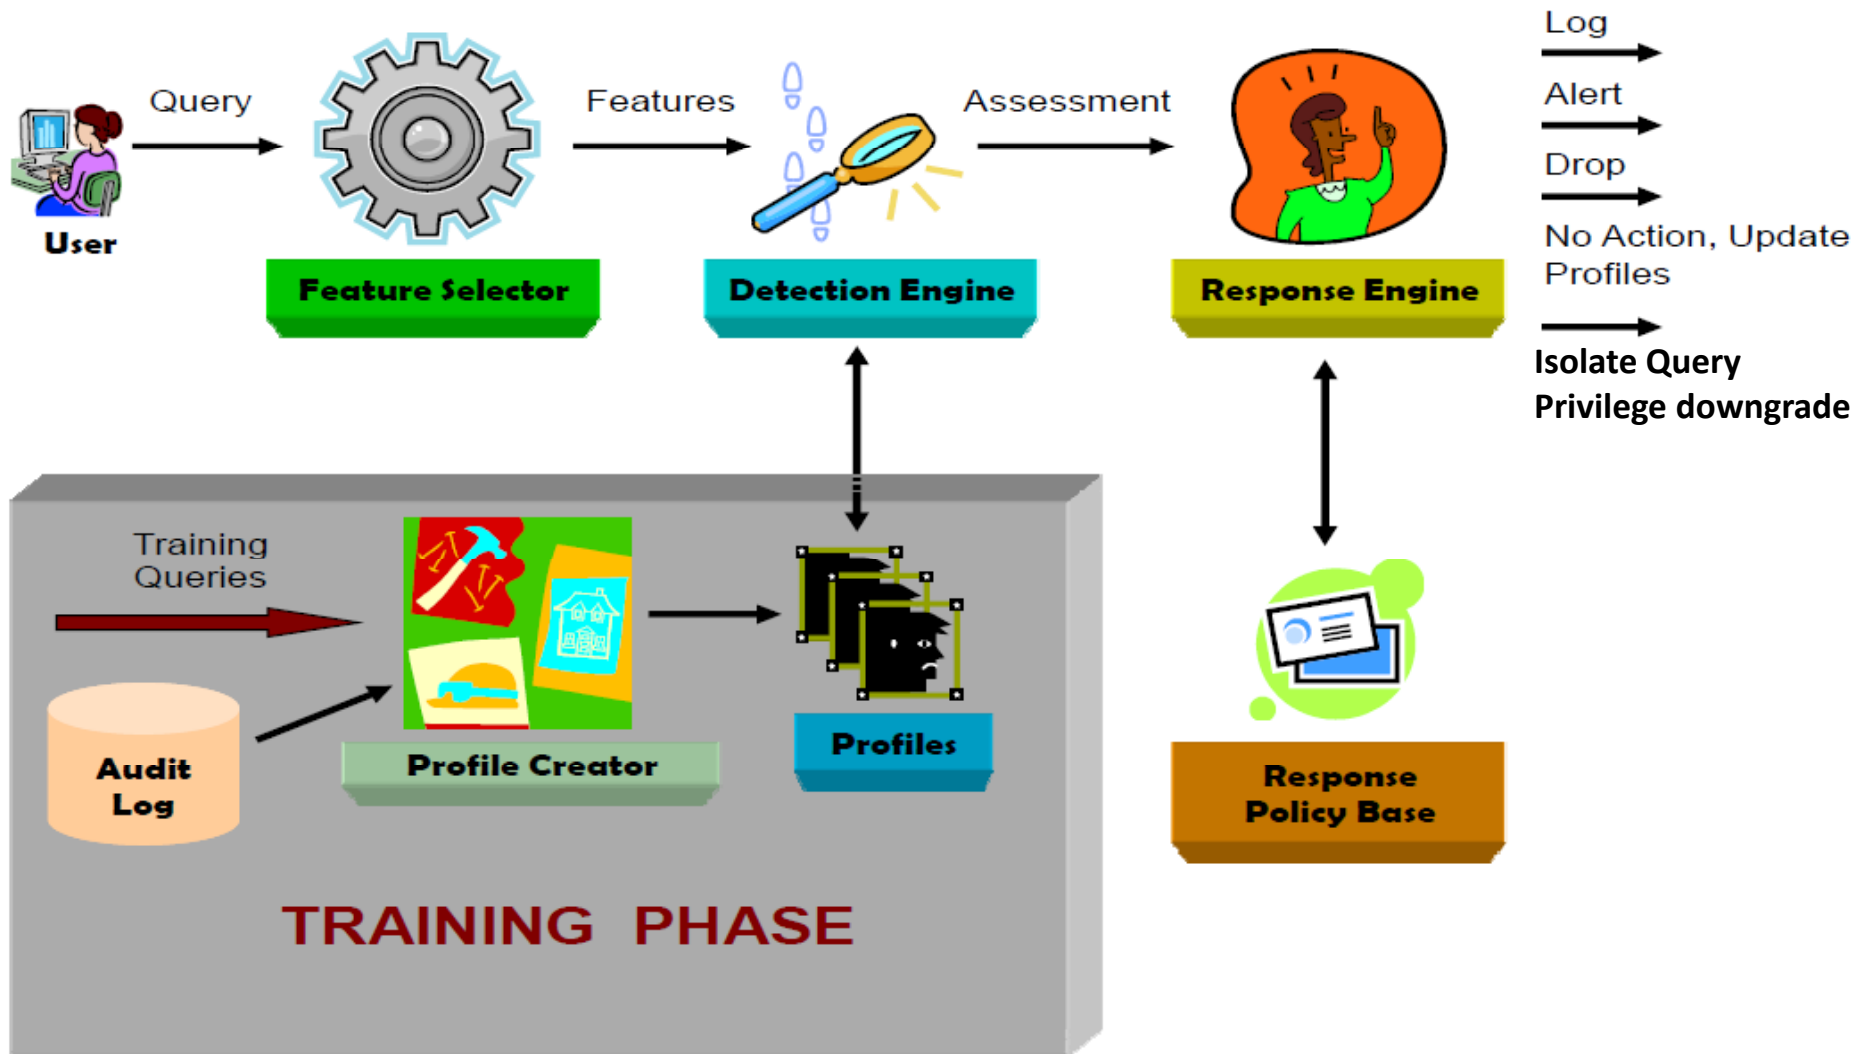 Query
Features
Assessment
Log
Alert
Drop
No Action, Update
Profiles
Isolate Query
Privilege downgrade
User
Feature Selector
Detection Engine
Response Engine
Training
Queries
Audit
Log
Profile Creator
Profiles
Response
Policy Base
TRAINING PHASE